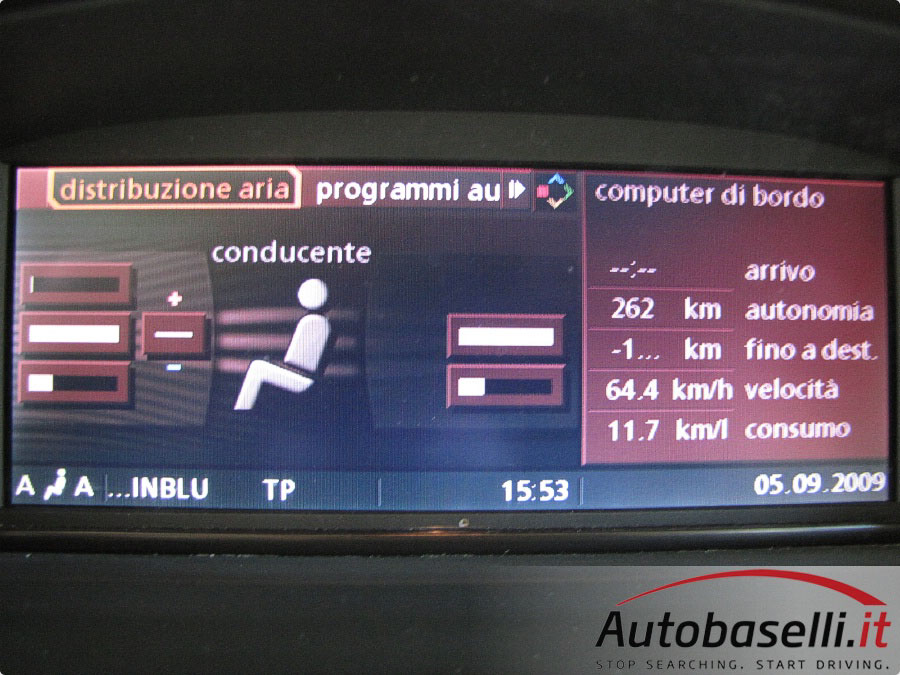 distribuzione aria programmi au
conducente
+
−
-
computer di bordo
--:-- arrivo
262 km autonomia
-1... km fino a dest.
64.4 km/h velocità
11.7 km/l consumo
A A ...INBLU TP 15:53 05.09.2009
Autobaselli.it
STOP SEARCHING. START DRIVING.